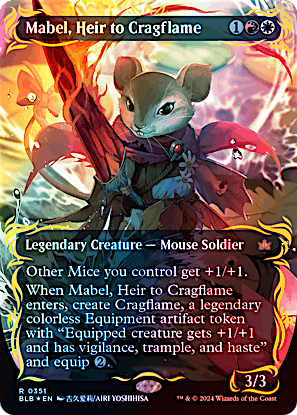 Mabel, Heir to Cragflame 1
Legendary Creature — Mouse Soldier
Other Mice you control get +1/+1.
When Mabel, Heir to Cragflame
enters, create Cragflame, a legendary
colorless Equipment artifact token
with “Equipped creature gets +1/+1
and has vigilance, trample, and haste”
and equip 2.
3/3
R 0351
BLB ★ EN 吉久愛莉/AIRI YOSHIHISA
™ & © 2024 Wizards of the Coast